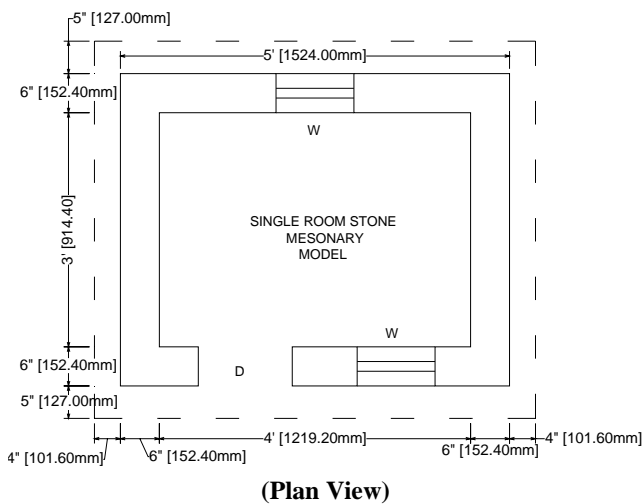 5" [127.00mm]
5' [1524.00mm]
6" [152.40mm]
W
3' [914.40]
SINGLE ROOM STONE
MESONARY
MODEL
W
6" [152.40mm]
D
5" [127.00mm]
4" [101.60mm]
6" [152.40mm]
4' [1219.20mm]
6" [152.40mm]
4" [101.60mm]
(Plan View)